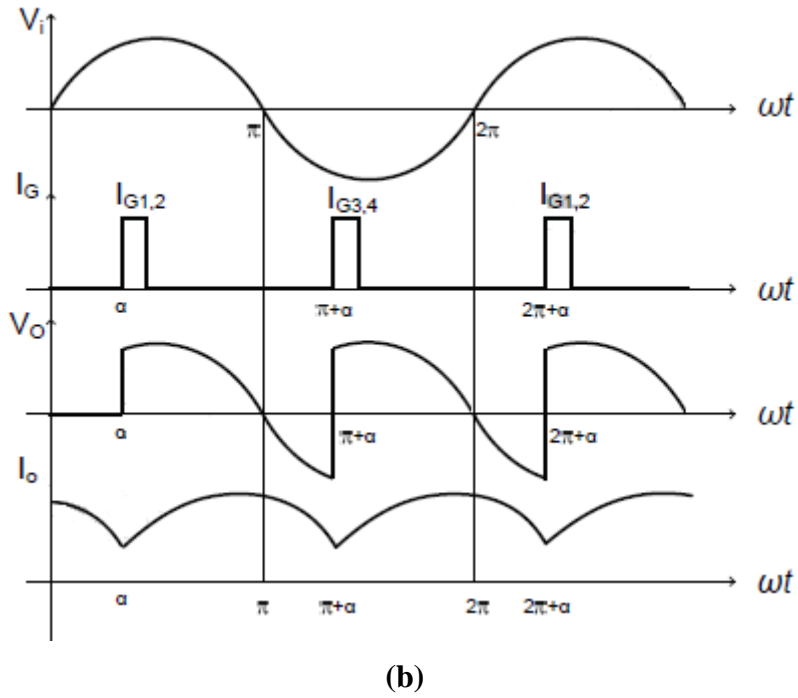 Vi
ωt
π
2π
IG
IG1,2
IG3,4
IG1,2
ωt
α
π+α
2π+α
VO
ωt
α
π+α
2π+α
Io
ωt
α
π
π+α
2π
2π+α
(b)